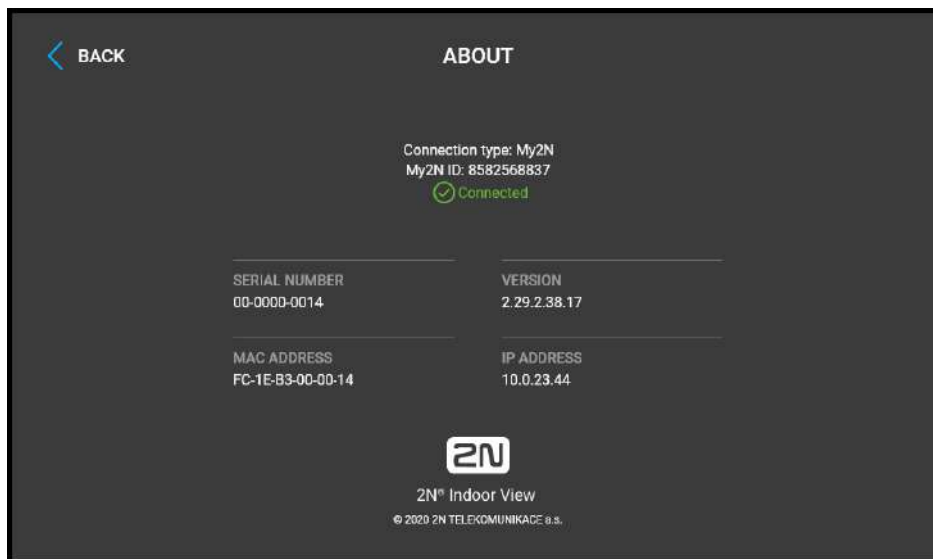 BACK
ABOUT
Connection type: My2N
My2N ID: 8582568837
Connected
SERIAL NUMBER
00-0000-0014
VERSION
2.29.2.38.17
MAC ADDRESS
FC-1E-B3-00-00-14
IP ADDRESS
10.0.23.44
2N
2N® Indoor View
© 2020 2N TELEKOMUNIKACE a.s.